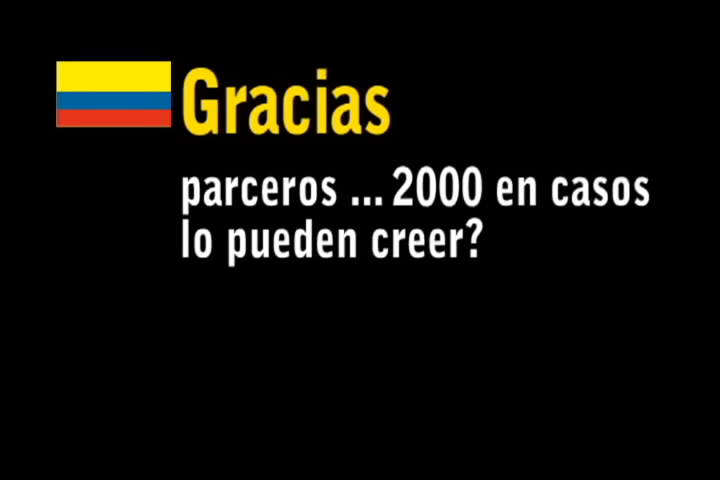 Gracias
parceros ... 2000 en casos
lo pueden creer?